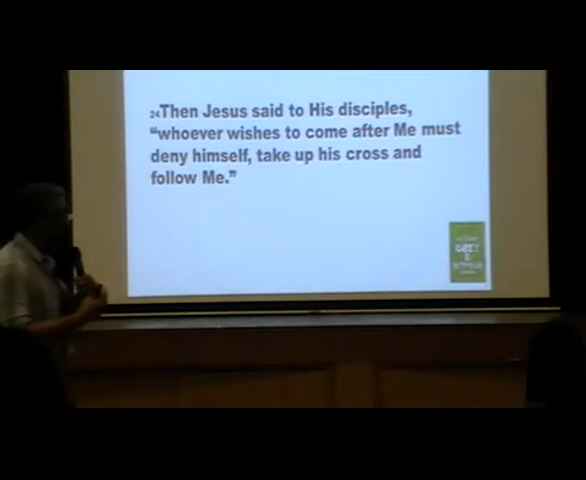 24Then Jesus said to His disciples,
“whoever wishes to come after Me must
deny himself, take up his cross and
follow Me.”
OBEY
&